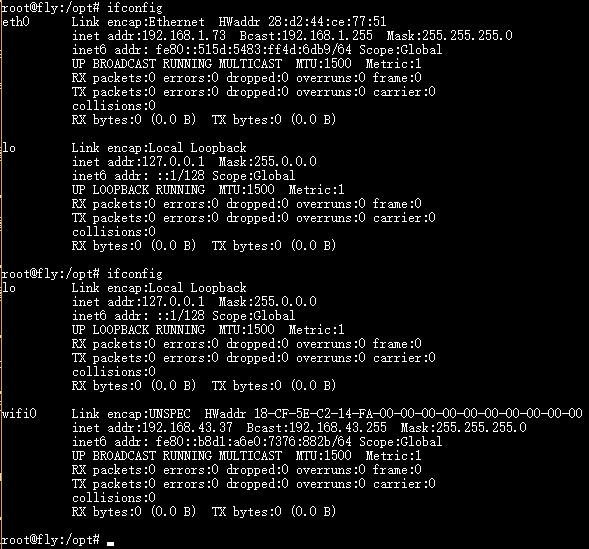 root@fly:/opt# ifconfig
eth0 Link encap:Ethernet HWaddr 28:d2:44:ce:77:51
inet addr:192.168.1.73 Bcast:192.168.1.255 Mask:255.255.255.0
inet6 addr: fe80::515d:5483:ff4d:6db9/64 Scope:Global
UP BROADCAST RUNNING MULTICAST MTU:1500 Metric:1
RX packets:0 errors:0 dropped:0 overruns:0 frame:0
TX packets:0 errors:0 dropped:0 overruns:0 carrier:0
collisions:0
RX bytes:0 (0.0 B) TX bytes:0 (0.0 B)
lo Link encap:Local Loopback
inet addr:127.0.0.1 Mask:255.0.0.0
inet6 addr: ::1/128 Scope:Global
UP LOOPBACK RUNNING MTU:1500 Metric:1
RX packets:0 errors:0 dropped:0 overruns:0 frame:0
TX packets:0 errors:0 dropped:0 overruns:0 carrier:0
collisions:0
RX bytes:0 (0.0 B) TX bytes:0 (0.0 B)
root@fly:/opt# ifconfig
lo Link encap:Local Loopback
inet addr:127.0.0.1 Mask:255.0.0.0
inet6 addr: ::1/128 Scope:Global
UP LOOPBACK RUNNING MTU:1500 Metric:1
RX packets:0 errors:0 dropped:0 overruns:0 frame:0
TX packets:0 errors:0 dropped:0 overruns:0 carrier:0
collisions:0
RX bytes:0 (0.0 B) TX bytes:0 (0.0 B)
wifi0 Link encap:UNSPEC HWaddr 18-CF-5E-C2-14-FA-00-00-00-00-00-00-00-00-00-00
inet addr:192.168.43.37 Bcast:192.168.43.255 Mask:255.255.255.0
inet6 addr: fe80::b8d1:a6e0:7376:882b/64 Scope:Global
UP BROADCAST RUNNING MULTICAST MTU:1500 Metric:1
RX packets:0 errors:0 dropped:0 overruns:0 frame:0
TX packets:0 errors:0 dropped:0 overruns:0 carrier:0
collisions:0
RX bytes:0 (0.0 B) TX bytes:0 (0.0 B)
root@fly:/opt#